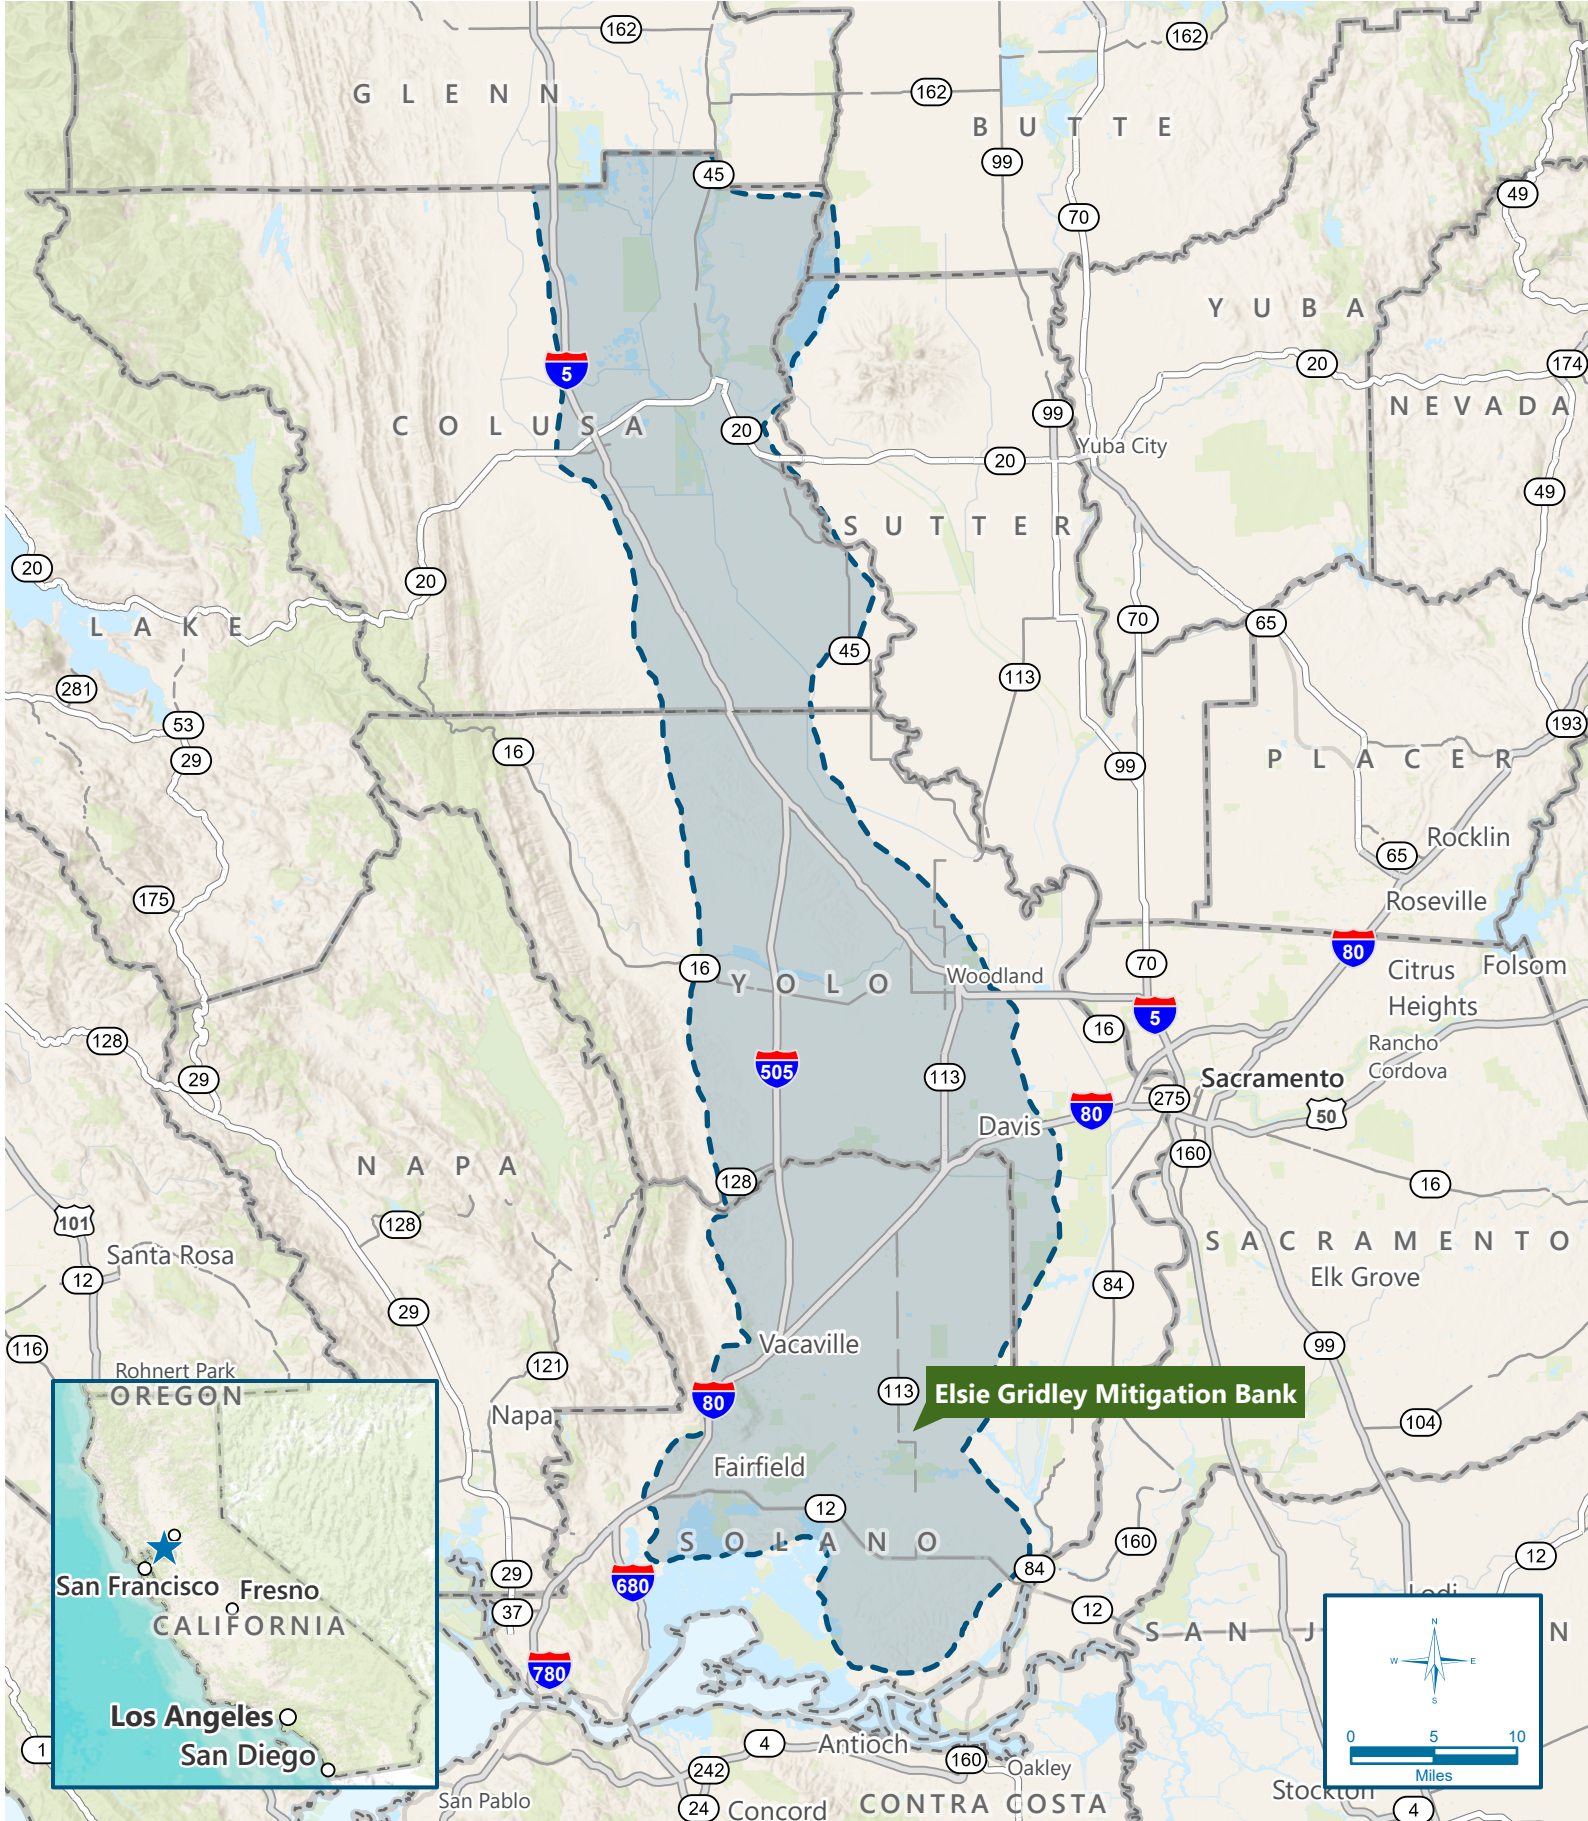 162
162
GLENN
162
BUTTE
99
45
49
70
YUBA
5
20
174
NEVADA
99
COLUSA
20
20
Yuba City
49
SUTTER
20
20
70
65
LAKE
45
113
281
53
193
16
29
PLACER
99
Rocklin
65
175
Roseville
80
Citrus
Heights
Folsom
70
16
YOLO
Woodland
5
16
128
Rancho
Cordova
505
113
29
Sacramento
275
80
50
Davis
160
NAPA
128
16
101
128
SACRAMENTO
Santa Rosa
12
Elk Grove
84
29
Vacaville
99
116
Rohnert Park
121
80
113
Elsie Gridley Mitigation Bank
Napa
104
Fairfield
12
SOLANO
160
12
29
680
84
37
12
Lodi
SAN J
N
780
OREGON
San Francisco
Fresno
CALIFORNIA
Los Angeles
San Diego
1
N
W
E
S
0 5 10
Miles
4
Antioch
160
Oakley
242
Stockton
San Pablo
24
Concord
CONTRA COSTA
4